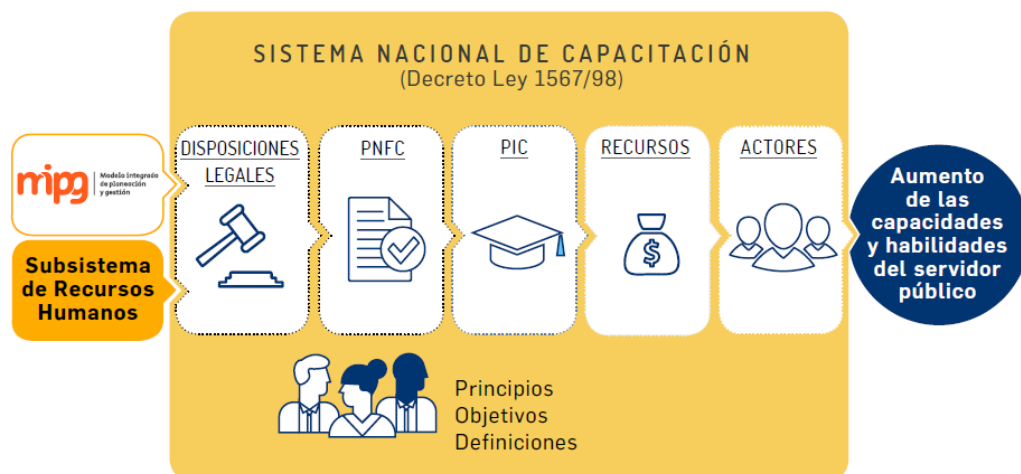 SISTEMA NACIONAL DE CAPACITACIÓN
(Decreto Ley 1567/98)
mipg
Modelo integrado
de planeación
y gestión
Subsistema
de Recursos
Humanos
DISPOSICIONES
LEGALES
PNFC
PIC
RECURSOS
$
ACTORES
Aumento
de las
capacidades
y habilidades
del servidor
público
Principios
Objetivos
Definiciones